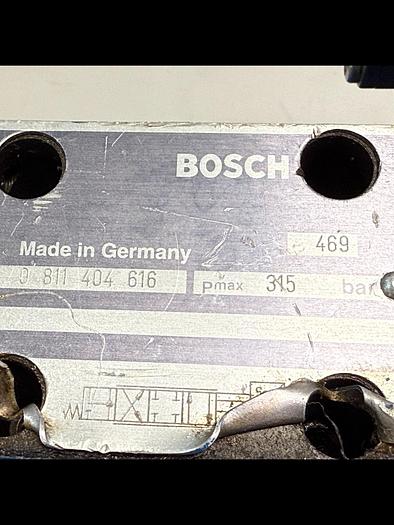 BOSCH
Made in Germany
469
0 811 404 616
pmax 315 bar